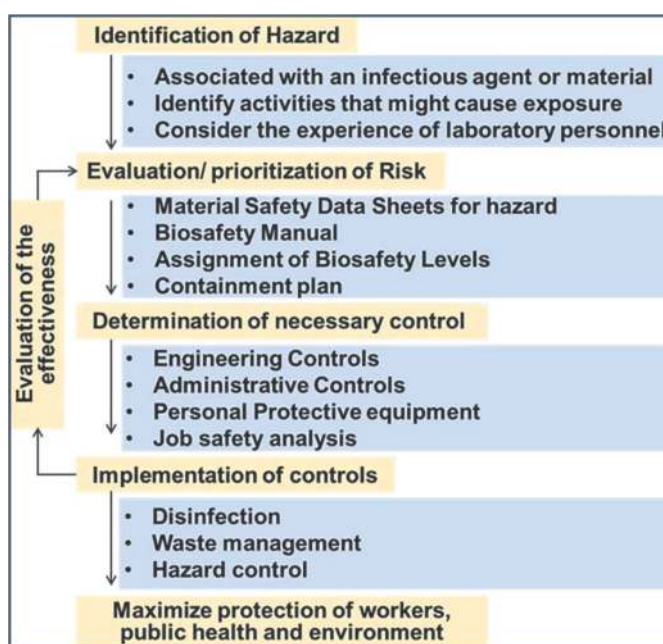 Identification of Hazard
• Associated with an infectious agent or material
• Identify activities that might cause exposure
• Consider the experience of laboratory personnel
Evaluation/ prioritization of Risk
• Material Safety Data Sheets for hazard
• Biosafety Manual
• Assignment of Biosafety Levels
• Containment plan
Evaluation of the
effectiveness
Determination of necessary control
• Engineering Controls
• Administrative Controls
• Personal Protective equipment
• Job safety analysis
Implementation of controls
• Disinfection
• Waste management
• Hazard control
Maximize protection of workers,
public health and environment